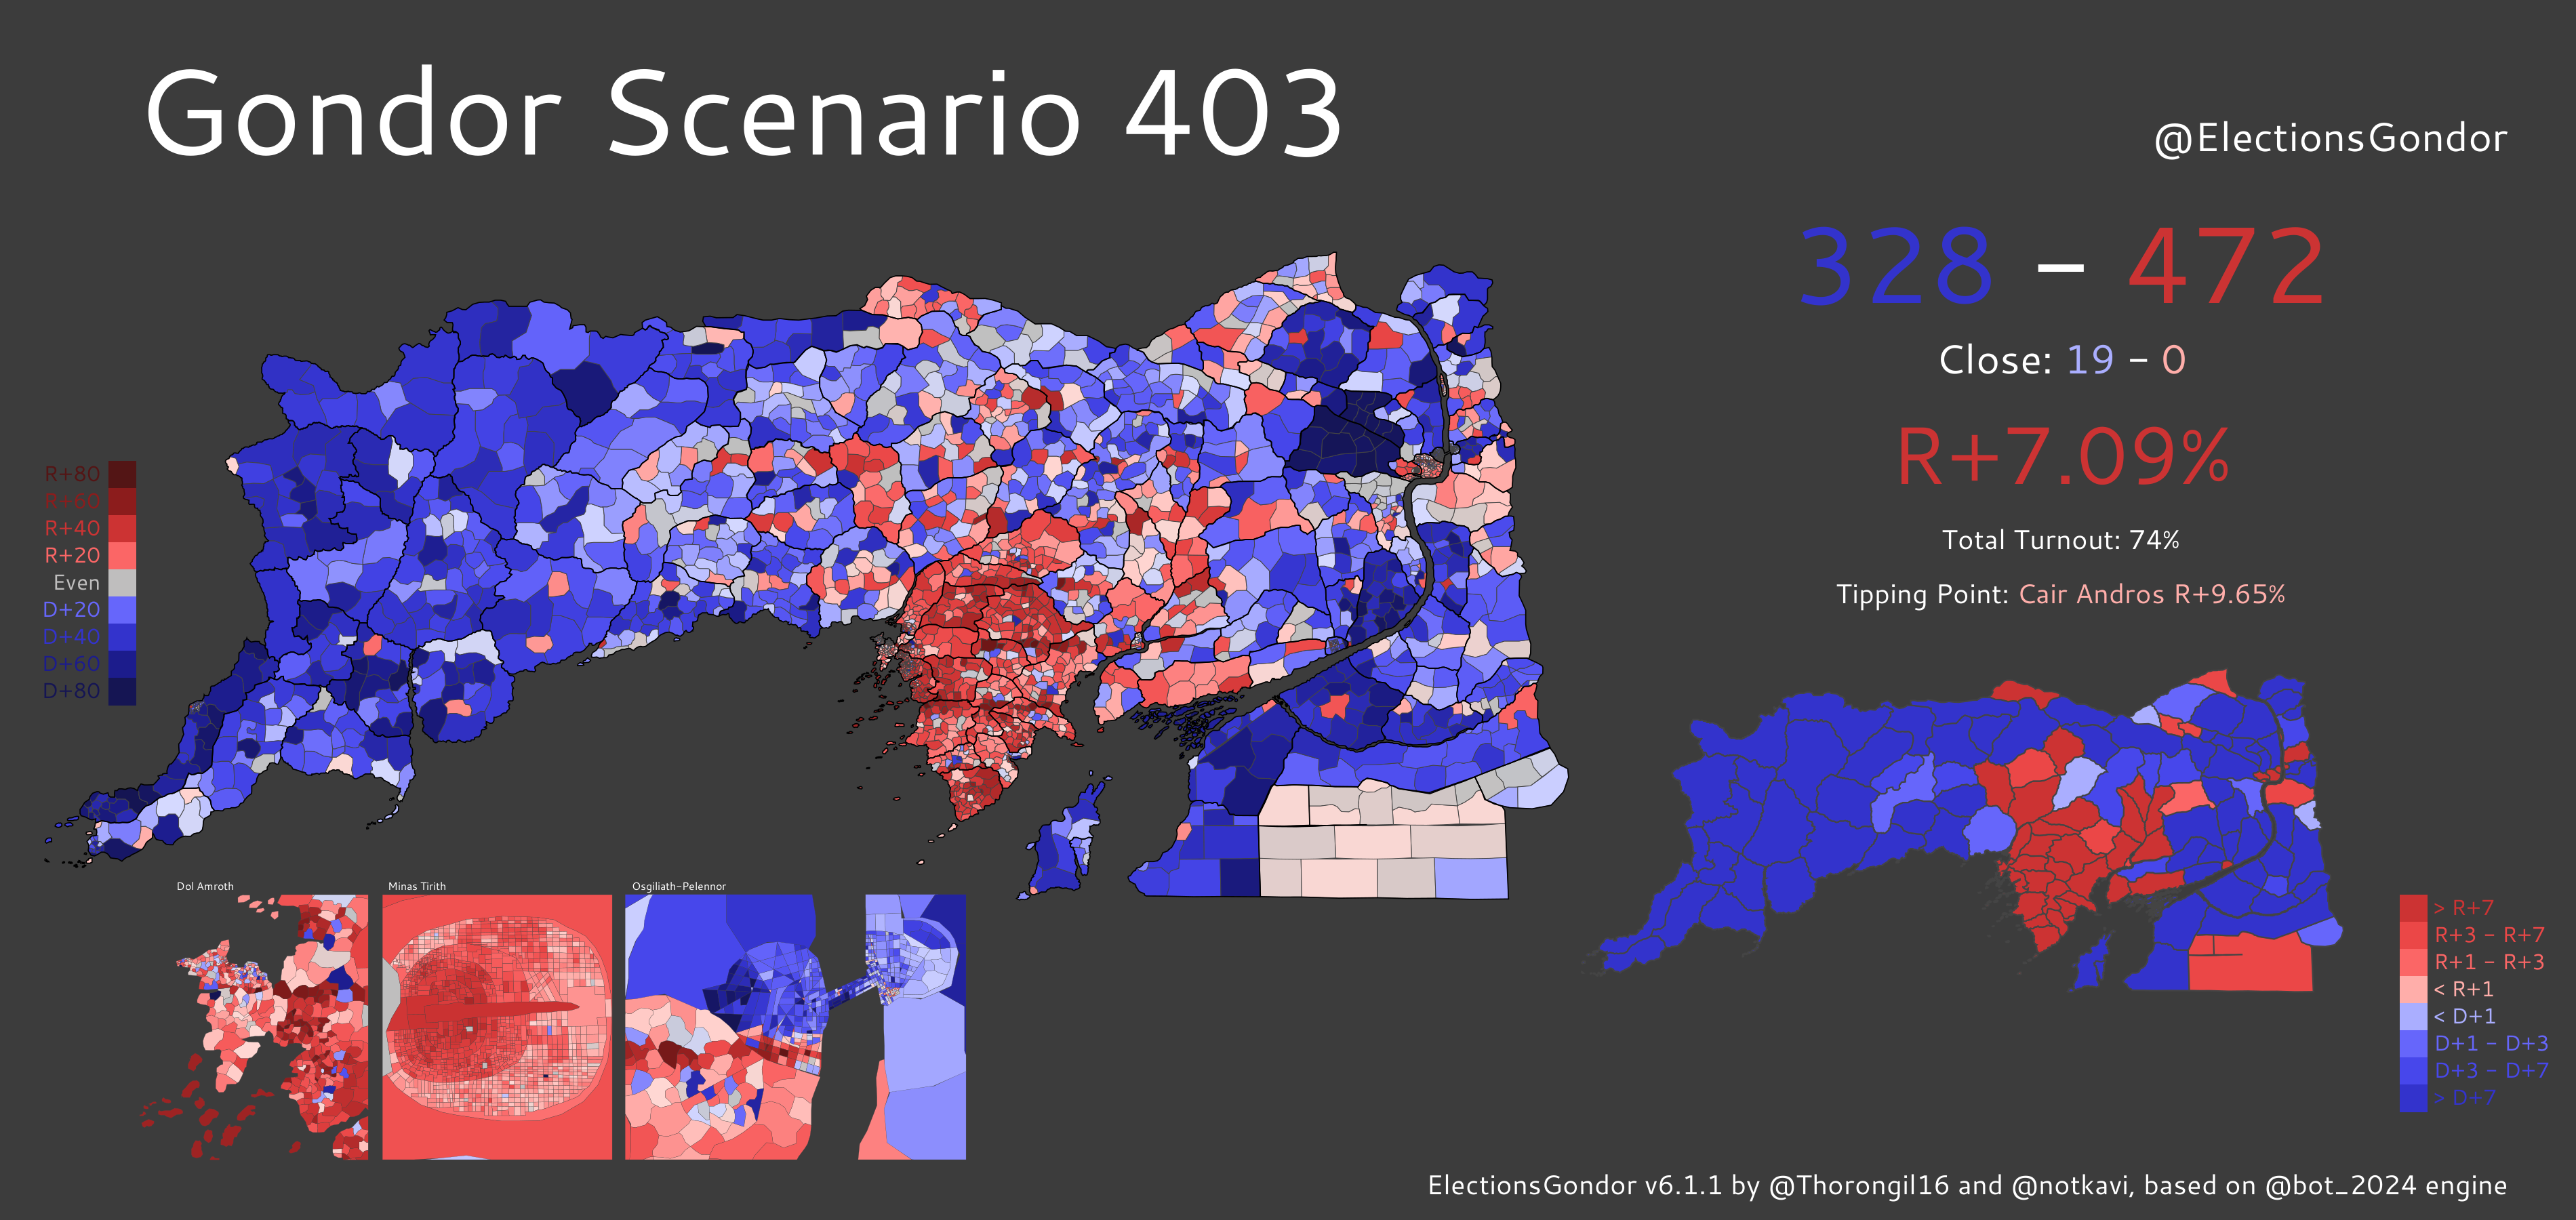 Gondor Scenario 403
@ElectionsGondor
328 – 472
Close: 19 - 0
R+7.09%
Total Turnout: 74%
Tipping Point: Cair Andros R+9.65%
R+80
R+60
R+40
R+20
Even
D+20
D+40
D+60
D+80
Dol Amroth
Minas Tirith
Osgiliath-Pelennor
> R+7
R+3 - R+7
R+1 - R+3
< R+1
< D+1
D+1 - D+3
D+3 - D+7
> D+7
ElectionsGondor v6.1.1 by @Thorongil16 and @notkavi, based on @bot_2024 engine